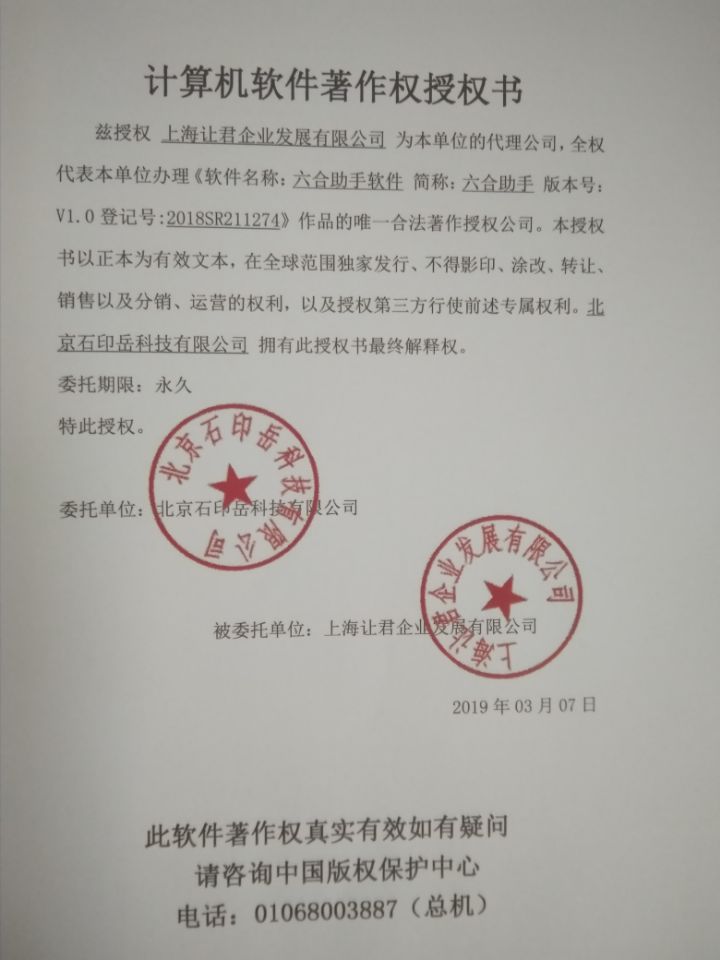 计算机软件著作权授权书
兹授权 上海让君企业发展有限公司 为本单位的代理公司,全权
代表本单位办理《软件名称:六合助手软件 简称:六合助手 版本号:
V1.0 登记号:2018SR211274》作品的唯一合法著作授权公司。本授权
书以正本为有效文本,在全球范围独家发行、不得影印、涂改、转让、
销售以及分销、运营的权利,以及授权第三方行使前述专属权利。北
京石印岳科技有限公司 拥有此授权书最终解释权。
委托期限:永久
特此授权。
北京石印岳科技有限公司
委托单位:北京石印岳科技有限公司
上海让君企业发展有限公司
被委托单位:上海让君企业发展有限公司
2019 年 03 月 07 日
此软件著作权真实有效如有疑问
请咨询中国版权保护中心
电话:01068003887(总机)